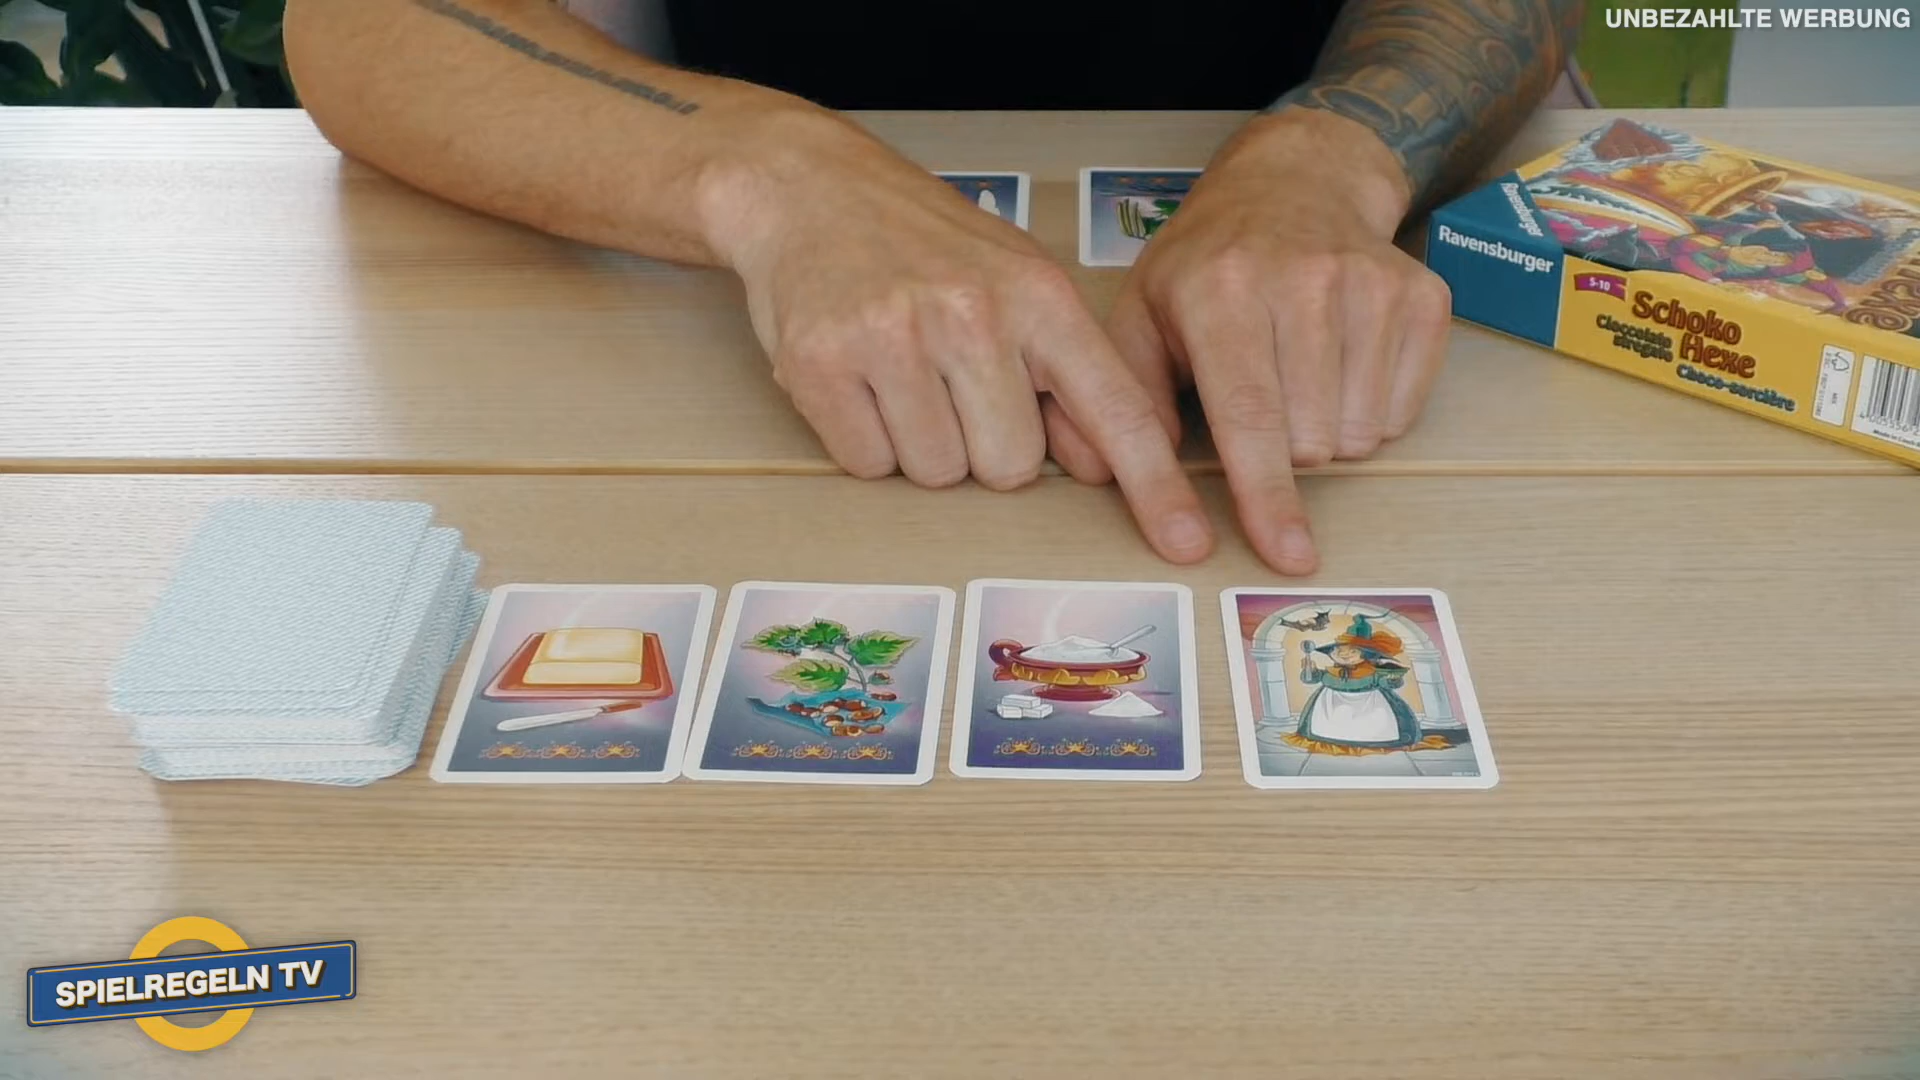 UNBEZAHLTE WERBUNG
Ravensburger
Ravensburger
5-10
Schoko
Hexe
Cioccolata
stregata
Choco-sorcière
SPIELREGELN TV